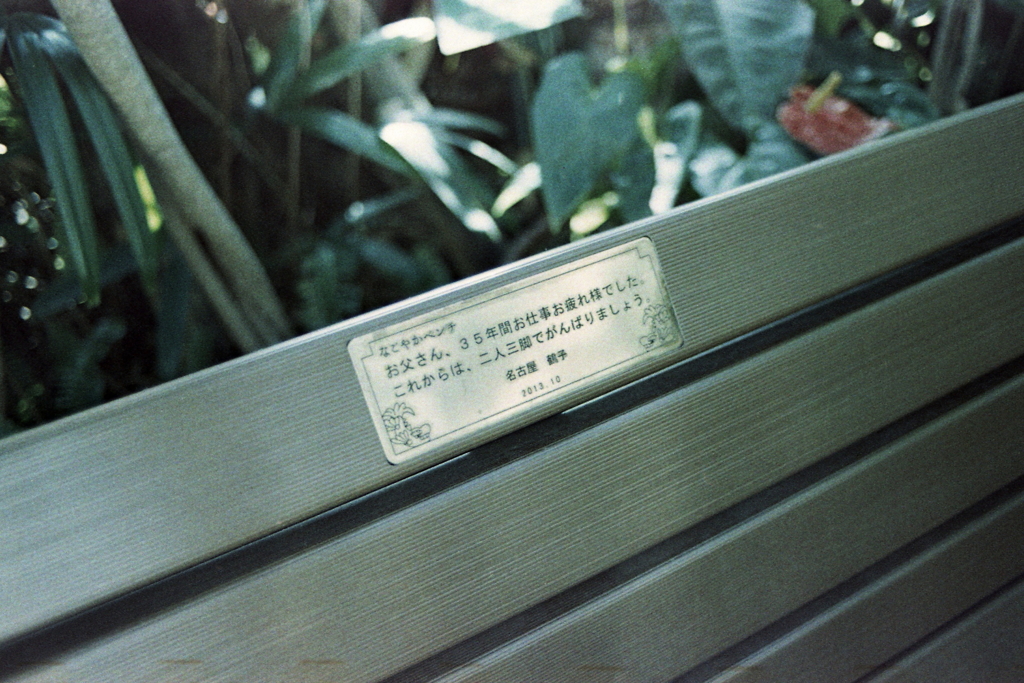 なごやかベンチ
お父さん、35年間お仕事お疲れ様でした。
これからは、二人三脚でがんばりましょう。
名古屋 鶴子
2013.10